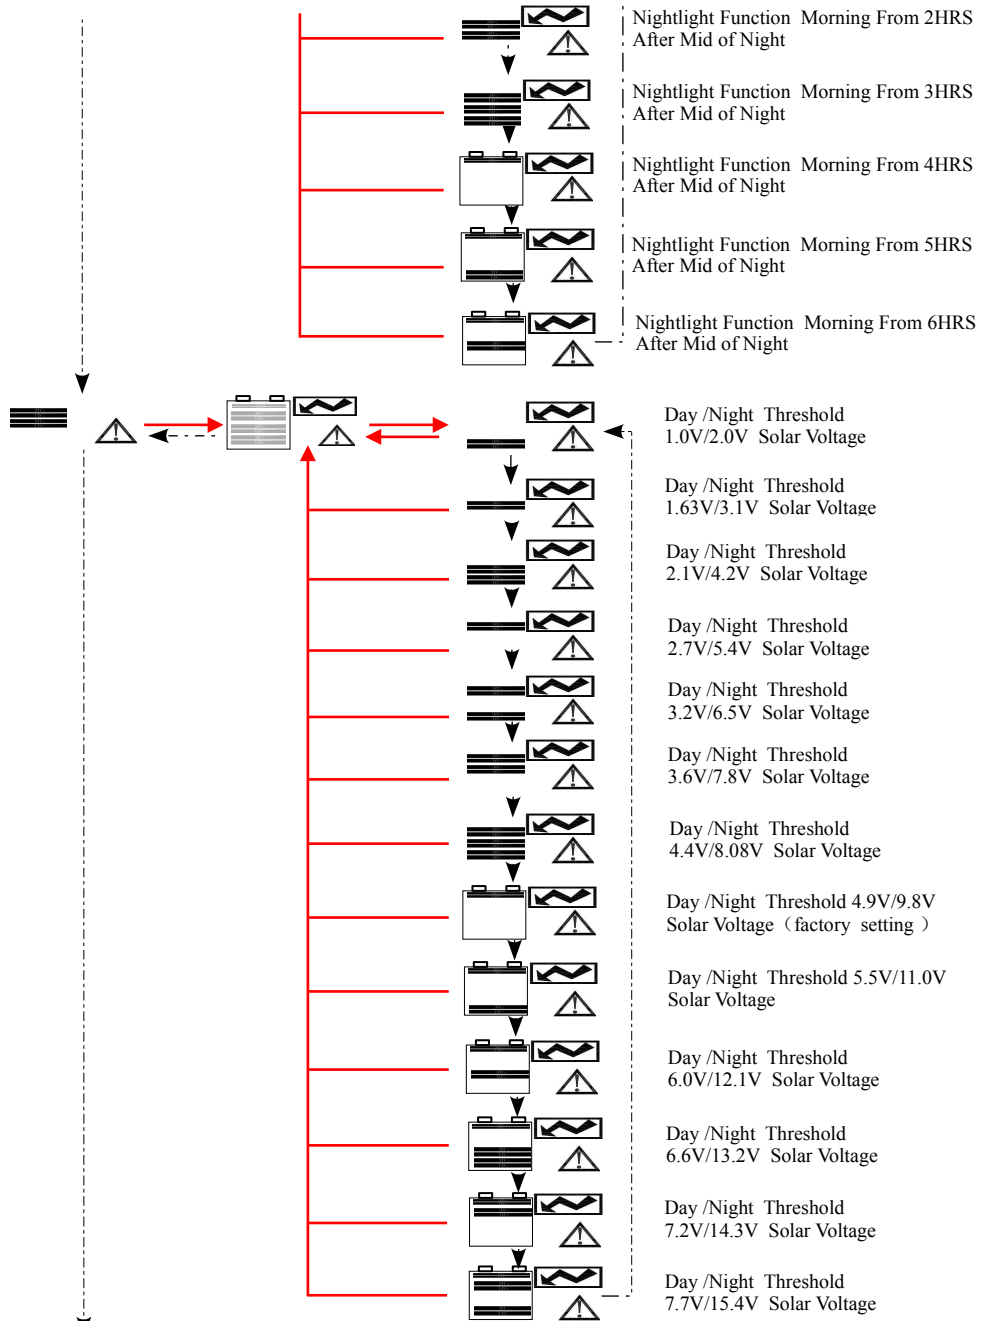 Nightlight Function Morning From 2HRS
After Mid of Night
Nightlight Function Morning From 3HRS
After Mid of Night
Nightlight Function Morning From 4HRS
After Mid of Night
Nightlight Function Morning From 5HRS
After Mid of Night
Nightlight Function Morning From 6HRS
After Mid of Night
Day /Night Threshold
1.0V/2.0V Solar Voltage
Day /Night Threshold
1.63V/3.1V Solar Voltage
Day /Night Threshold
2.1V/4.2V Solar Voltage
Day /Night Threshold
2.7V/5.4V Solar Voltage
Day /Night Threshold
3.2V/6.5V Solar Voltage
Day /Night Threshold
3.6V/7.8V Solar Voltage
Day /Night Threshold
4.4V/8.08V Solar Voltage
Day /Night Threshold 4.9V/9.8V
Solar Voltage（factory setting ）
Day /Night Threshold 5.5V/11.0V
Solar Voltage
Day /Night Threshold
6.0V/12.1V Solar Voltage
Day /Night Threshold
6.6V/13.2V Solar Voltage
Day /Night Threshold
7.2V/14.3V Solar Voltage
Day /Night Threshold
7.7V/15.4V Solar Voltage